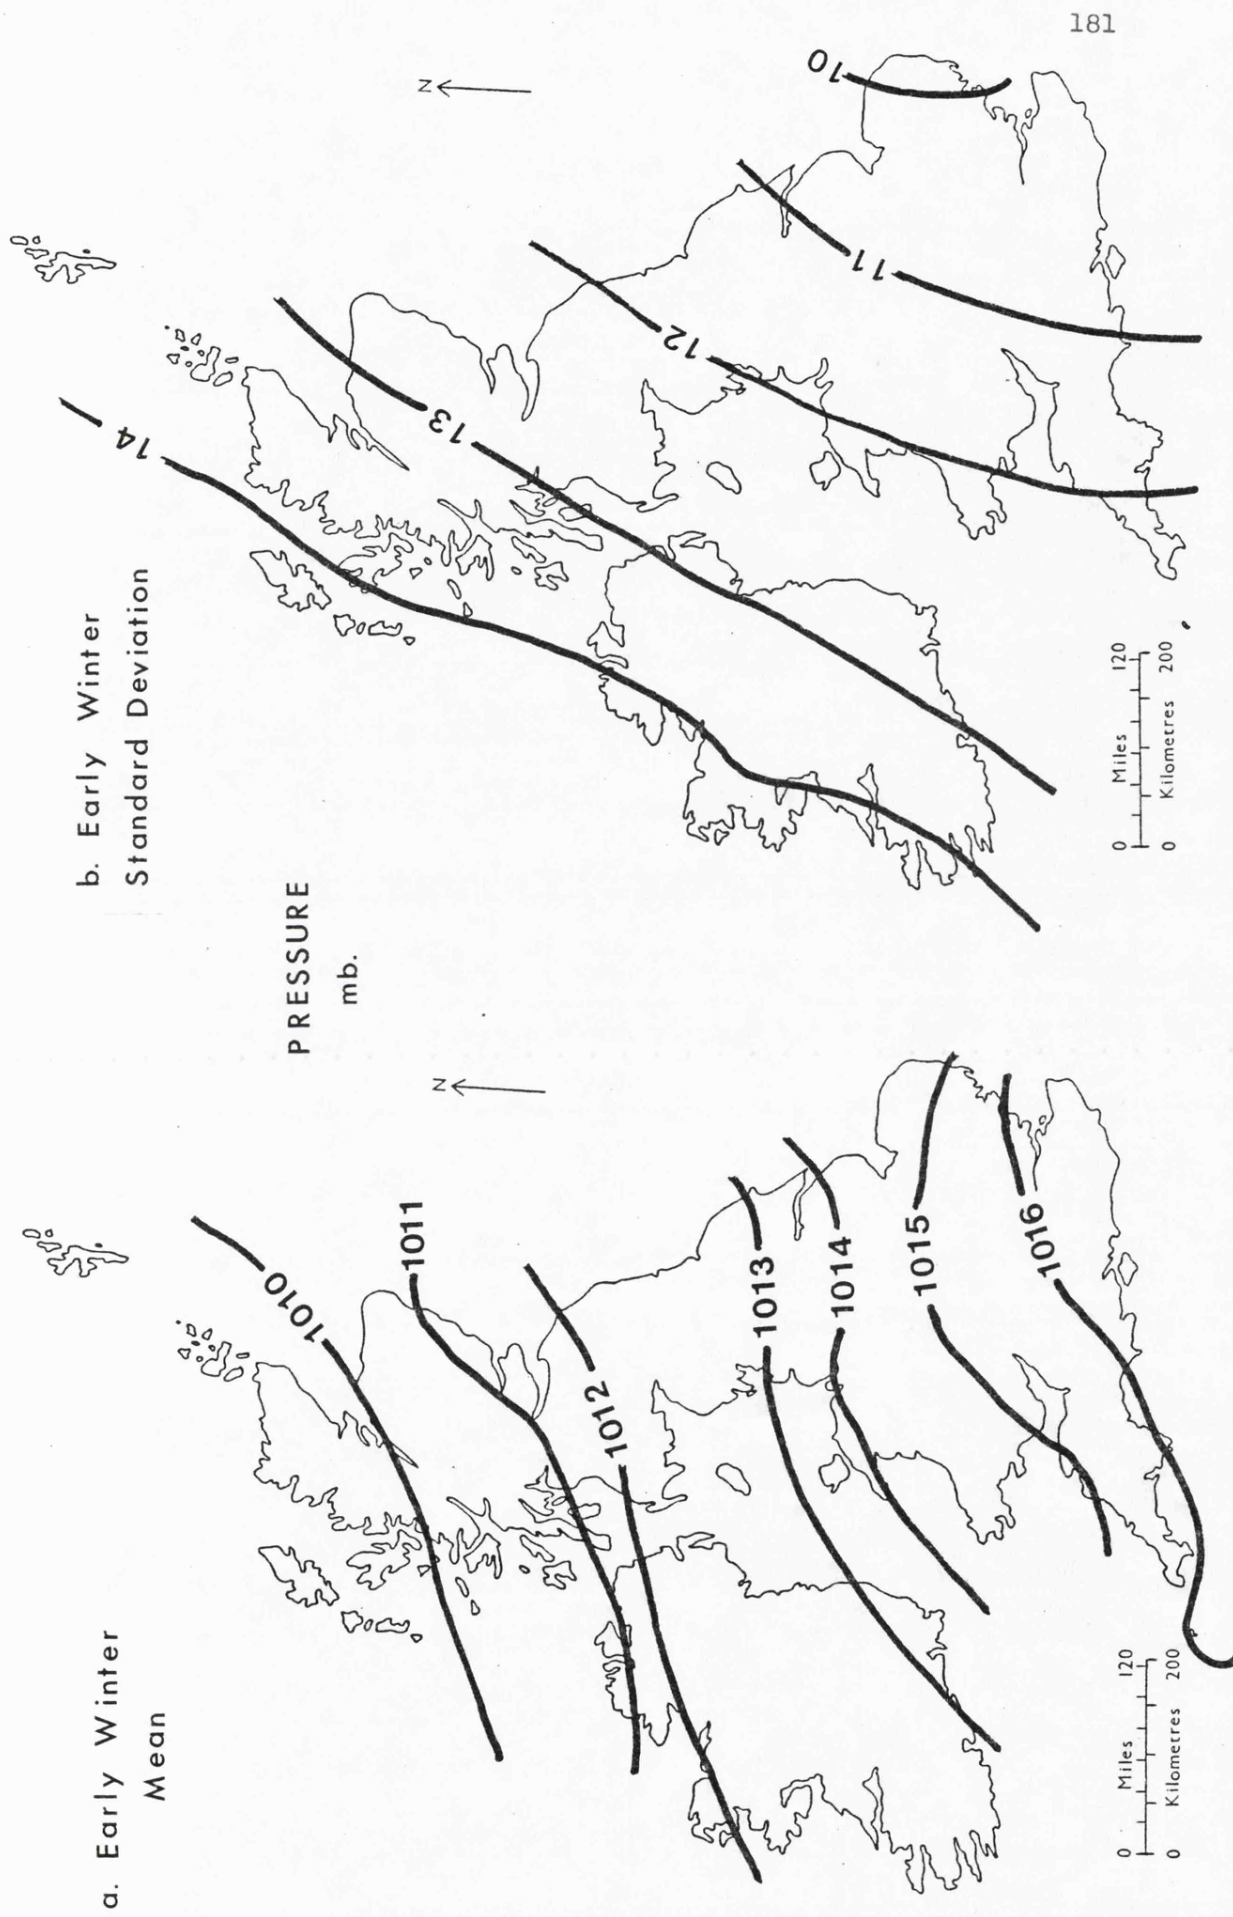 181
a. Early Winter
Mean
N
1010
1011
1012
1013
1014
1015
1016
0 Miles 120
0 Kilometres 200
PRESSURE
mb.
b. Early Winter
Standard Deviation
N
14
13
12
11
10
0 Miles 120
0 Kilometres 200